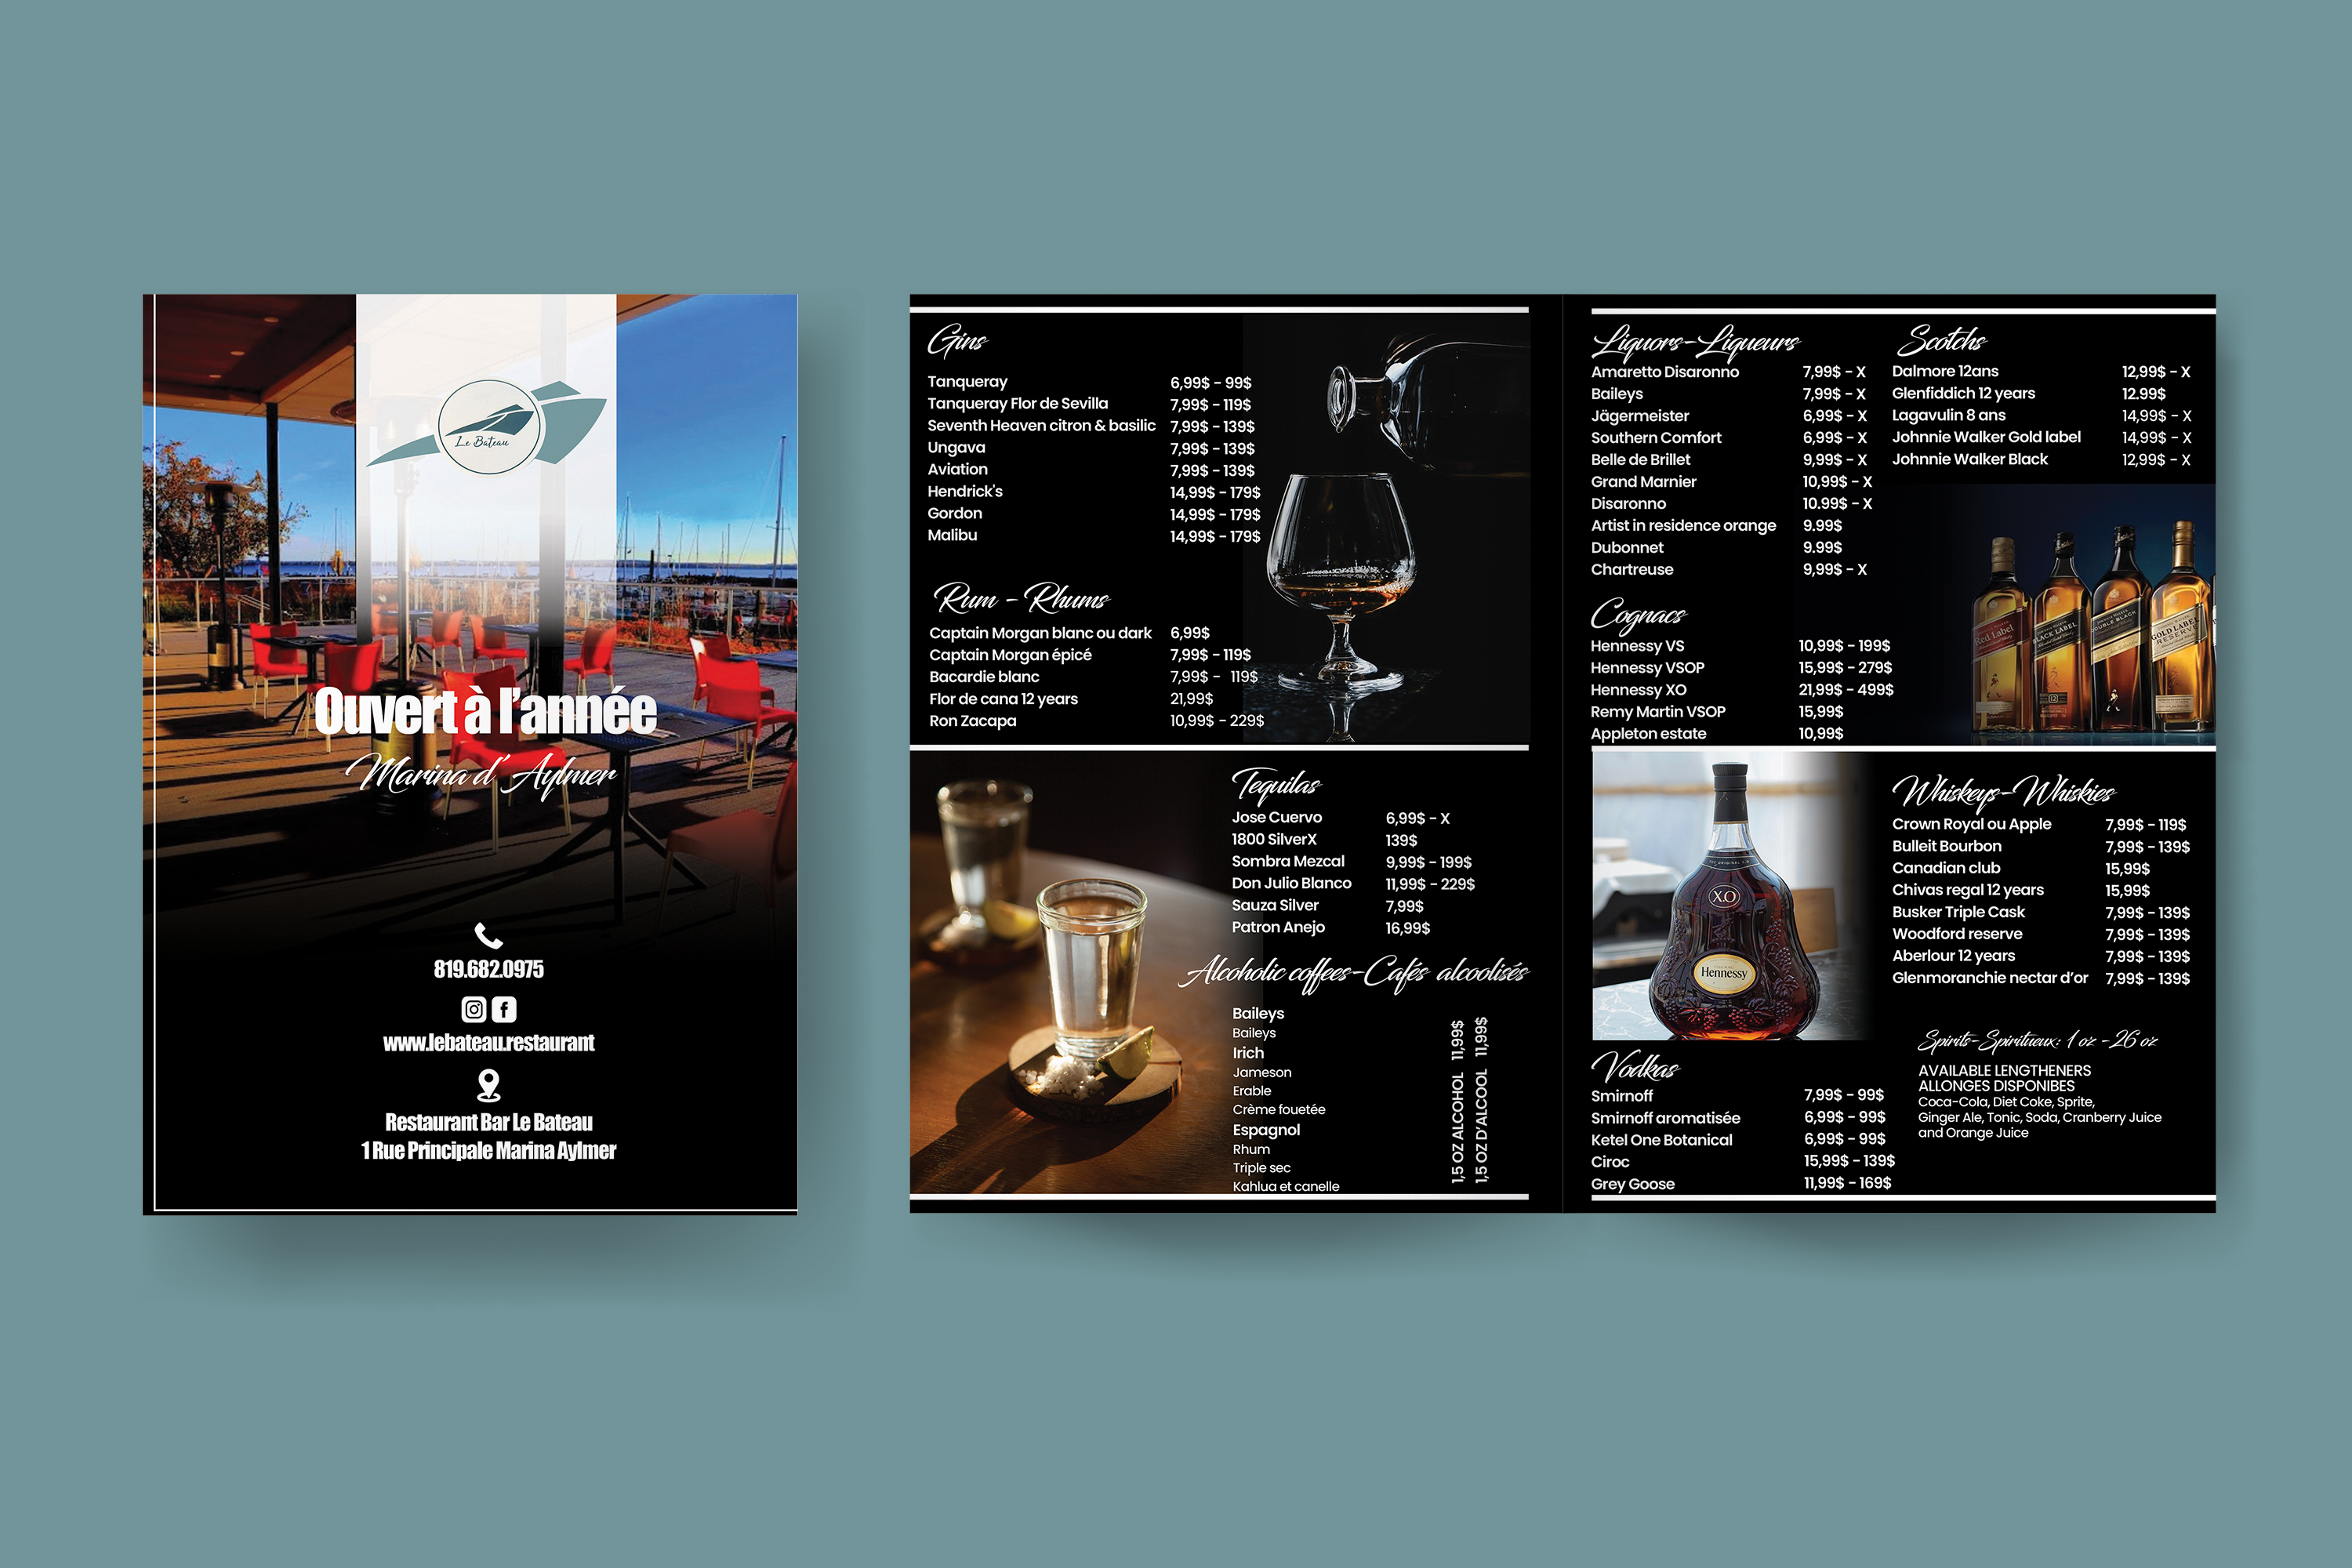 Le Bateau
Ouvert à l'année
Marina d' Aylmer
819.682.0975
www.lebateau.restaurant
Restaurant Bar Le Bateau
1 Rue Principale Marina Aylmer
Gins
Tanqueray 6,99$ - 99$
Tanqueray Flor de Sevilla 7,99$ - 119$
Seventh Heaven citron & basilic 7,99$ - 139$
Ungava 7,99$ - 139$
Aviation 7,99$ - 139$
Hendrick's 14,99$ - 179$
Gordon 14,99$ - 179$
Malibu 14,99$ - 179$
Rum - Rhums
Captain Morgan blanc ou dark 6,99$
Captain Morgan épicé 7,99$ - 119$
Bacardie blanc 7,99$ - 119$
Flor de cana 12 years 21,99$
Ron Zacapa 10,99$ - 229$
Tequilas
Jose Cuervo 6,99$ - X
1800 SilverX 139$
Sombra Mezcal 9,99$ - 199$
Don Julio Blanco 11,99$ - 229$
Sauza Silver 7,99$
Patron Anejo 16,99$
Alcoholic coffees-Cafés alcoolisés
Baileys
Baileys
Irich
Jameson
Erable
Crème fouetée
Espagnol
Rhum
Triple sec
Kahlua et canelle
1,5 OZ ALCOHOL 11,99$
1,5 OZ D'ALCOOL 11,99$
Liquors-Liqueurs
Amaretto Disaronno 7,99$ - X
Baileys 7,99$ - X
Jägermeister 6,99$ - X
Southern Comfort 6,99$ - X
Belle de Brillet 9,99$ - X
Grand Marnier 10,99$ - X
Disaronno 10.99$ - X
Artist in residence orange 9.99$
Dubonnet 9.99$
Chartreuse 9,99$ - X
Scotchs
Dalmore 12ans 12,99$ - X
Glenfiddich 12 years 12.99$
Lagavulin 8 ans 14,99$ - X
Johnnie Walker Gold label 14,99$ - X
Johnnie Walker Black 12,99$ - X
Cognacs
Hennessy VS 10,99$ - 199$
Hennessy VSOP 15,99$ - 279$
Hennessy XO 21,99$ - 499$
Remy Martin VSOP 15,99$
Appleton estate 10,99$
Red Label
BLACK LABEL
DOUBLE BLACK
GOLD LABEL
RESERVE
X.O
Hennessy
Whiskeys-Whiskies
Crown Royal ou Apple 7,99$ - 119$
Bulleit Bourbon 7,99$ - 139$
Canadian club 15,99$
Chivas regal 12 years 15,99$
Busker Triple Cask 7,99$ - 139$
Woodford reserve 7,99$ - 139$
Aberlour 12 years 7,99$ - 139$
Glenmoranchie nectar d'or 7,99$ - 139$
Vodkas
Smirnoff 7,99$ - 99$
Smirnoff aromatisée 6,99$ - 99$
Ketel One Botanical 6,99$ - 99$
Ciroc 15,99$ - 139$
Grey Goose 11,99$ - 169$
Spirits-Spiritueux: 1 oz - 26 oz
AVAILABLE LENGTHENERS
ALLONGES DISPONIBES
Coca-Cola, Diet Coke, Sprite,
Ginger Ale, Tonic, Soda, Cranberry Juice
and Orange Juice